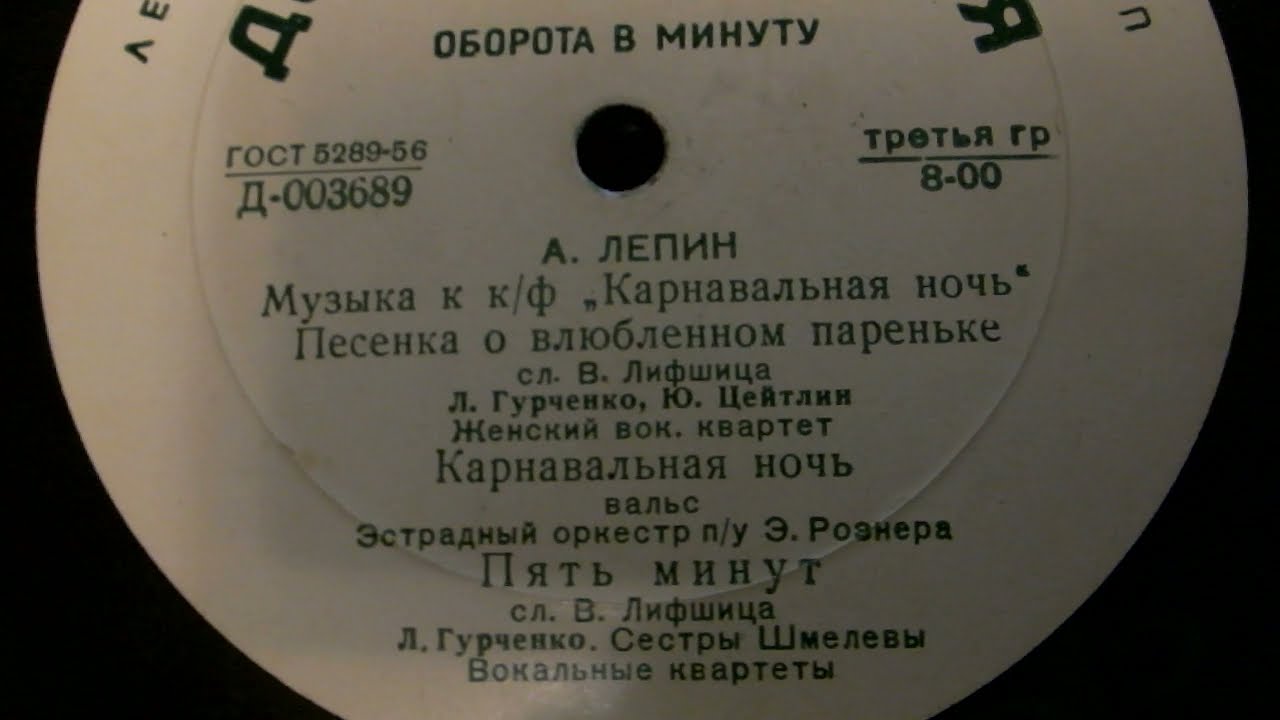 ОБОРОТА В МИНУТУ
ГОСТ 5289-56
Д-003689
третья гр
8-00
А. ЛЕПИН
Музыка к к/ф „Карнавальная ночь“
Песенка о влюбленном пареньке
сл. В. Лифшица
Л. Гурченко, Ю. Цейтлин
Женский вок. квартет
Карнавальная ночь
вальс
Эстрадный оркестр п/у Э. Рознера
Пять минут
сл. В. Лифшица
Л. Гурченко. Сестры Шмелевы
Вокальные квартеты